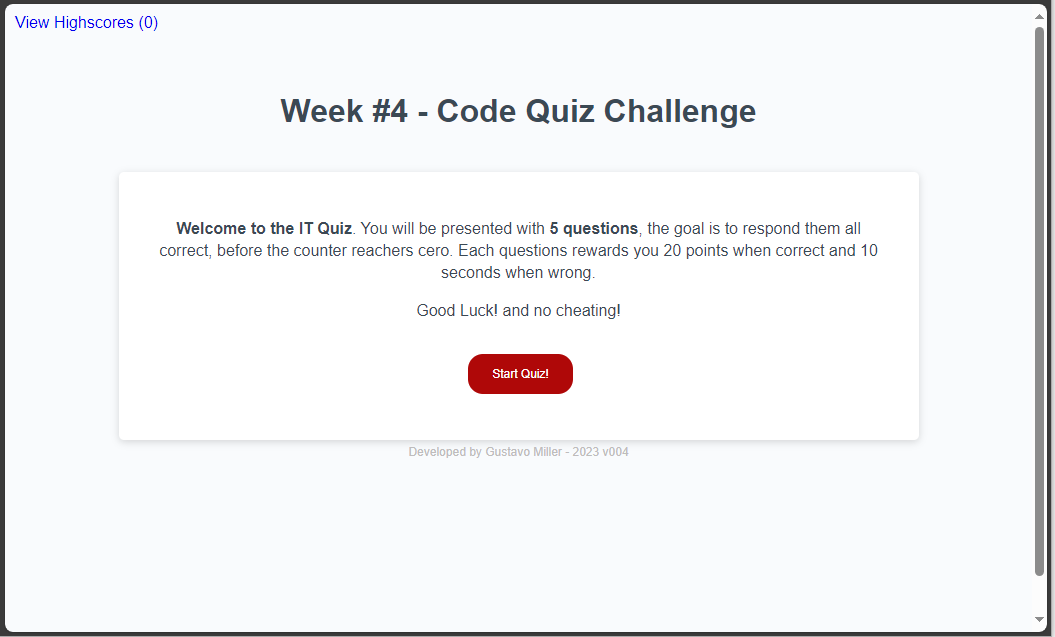 View Highscores (0)
Week #4 - Code Quiz Challenge
Welcome to the IT Quiz. You will be presented with 5 questions, the goal is to respond them all
correct, before the counter reachers cero. Each questions rewards you 20 points when correct and 10
seconds when wrong.
Good Luck! and no cheating!
Start Quiz!
Developed by Gustavo Miller - 2023 v004